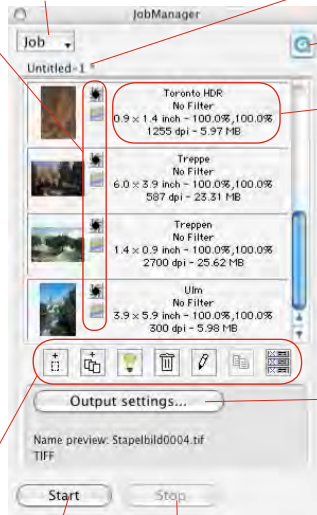 JobManager
Job
Untitled-1 *
Toronto HDR
No Filter
0.9 x 1.4 inch - 100.0%,100.0%
1255 dpi - 5.97 MB
Treppe
No Filter
6.0 x 3.9 inch - 100.0%,100.0%
587 dpi - 23.31 MB
Treppen
No Filter
1.4 x 0.9 inch - 100.0%,100.0%
2700 dpi - 25.62 MB
Ulm
No Filter
3.9 x 5.9 inch - 100.0%,100.0%
300 dpi - 5.98 MB
Output settings...
Name preview: Stapelbild0004.tif
TIFF
Start
Stop